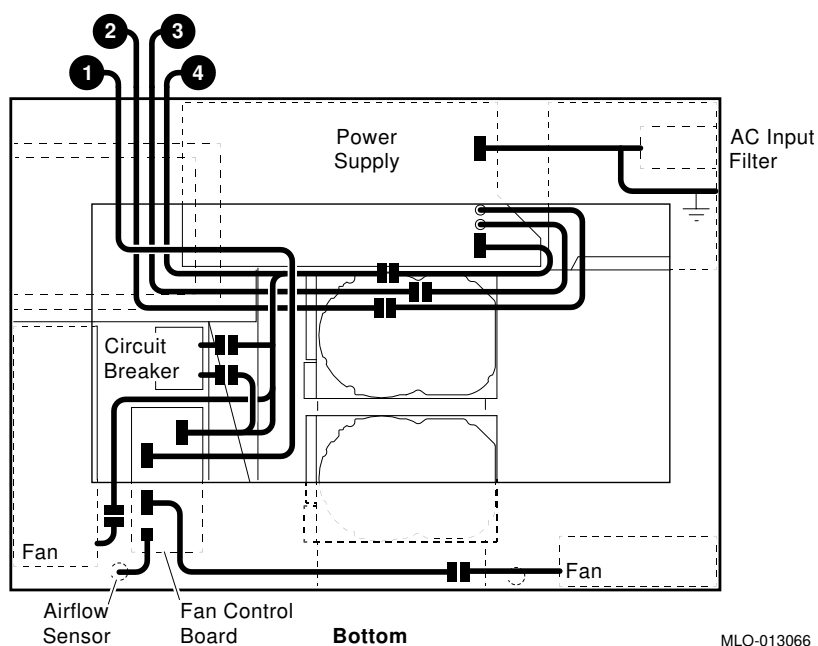 2
3
1
4
Power
Supply
AC Input
Filter
Circuit
Breaker
Fan
Fan
Airflow
Sensor
Fan Control
Board
Bottom
MLO-013066